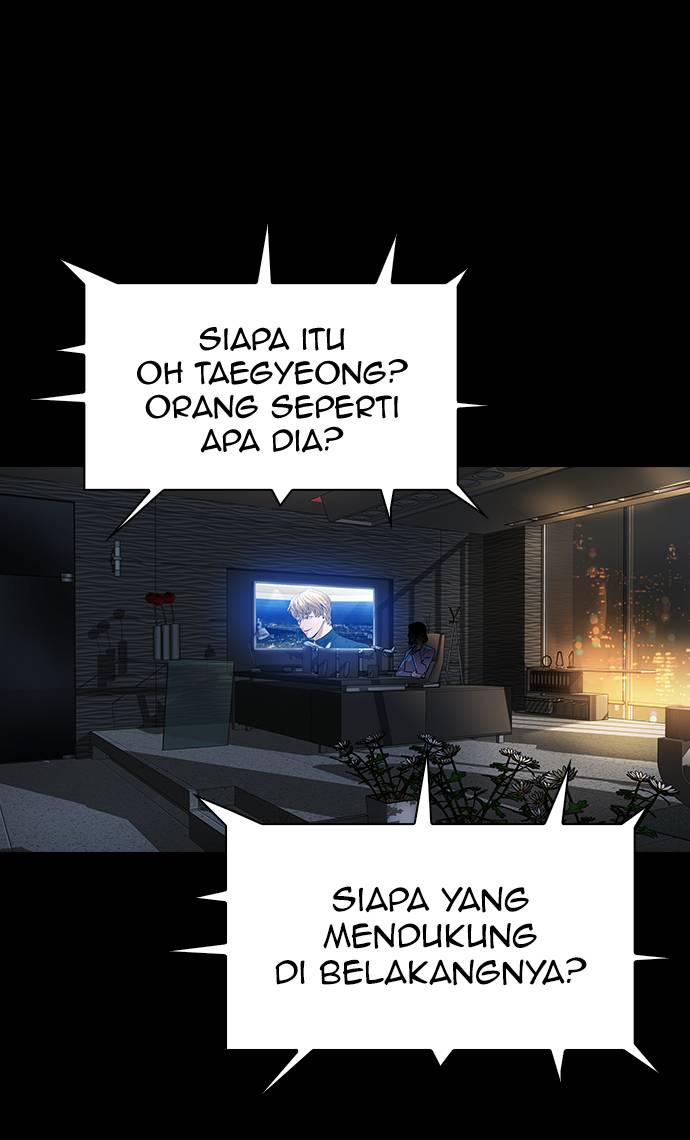 SIAPA ITU
OH TAEGYEONG?
ORANG SEPERTI
APA DIA?
SIAPA YANG
MENDUKUNG
DI BELAKANGNYA?